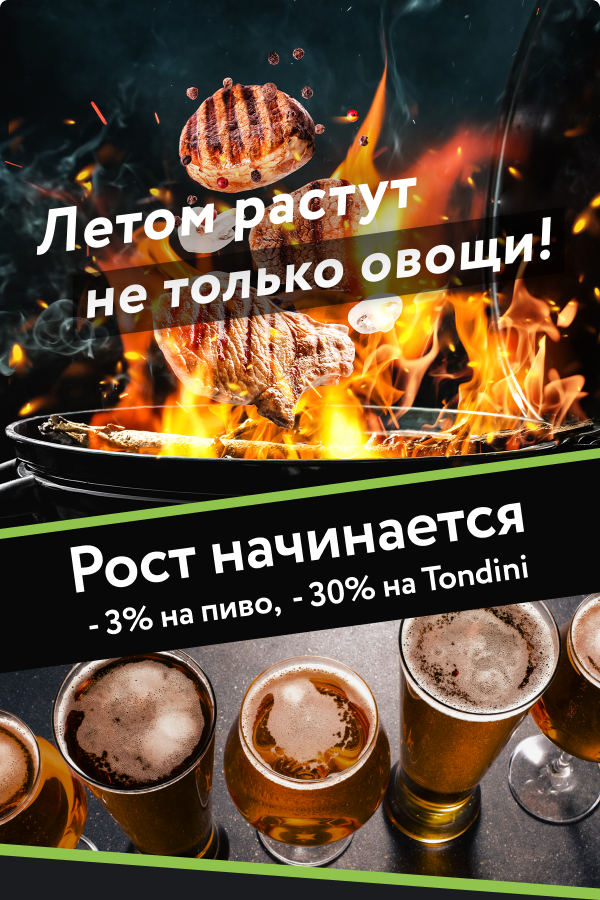 Летом растут
не только овощи!
Рост начинается
- 3% на пиво, - 30% на Tondini